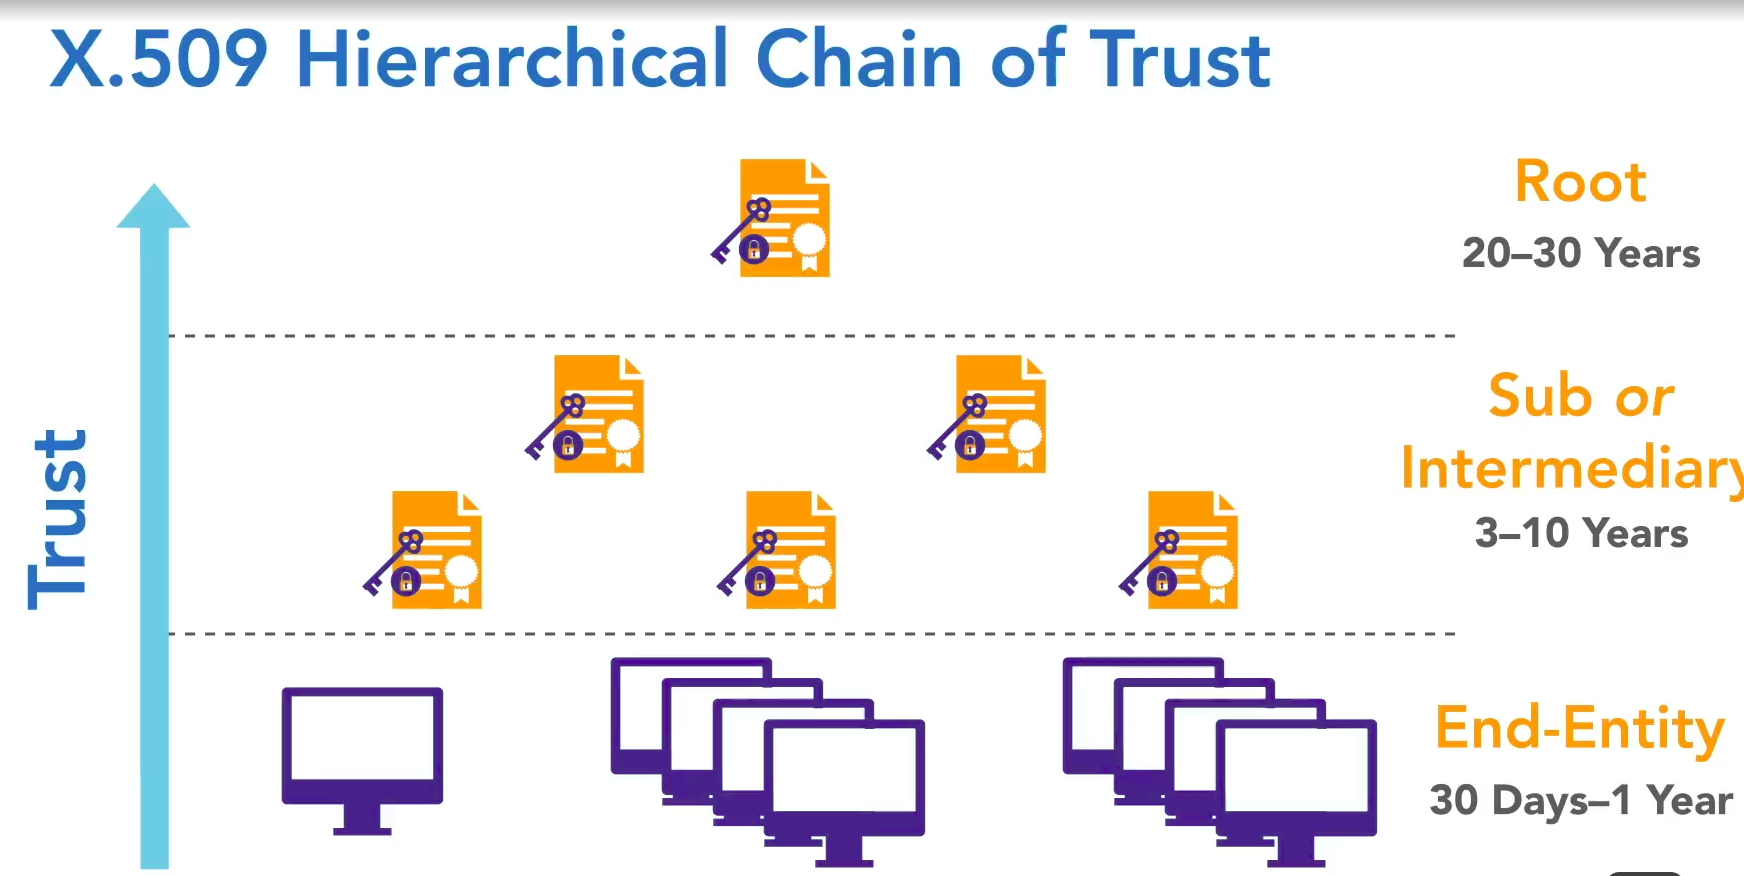 X.509 Hierarchical Chain of Trust
Root
20–30 Years
Sub or
Intermediary
3–10 Years
Trust
End-Entity
30 Days–1 Year